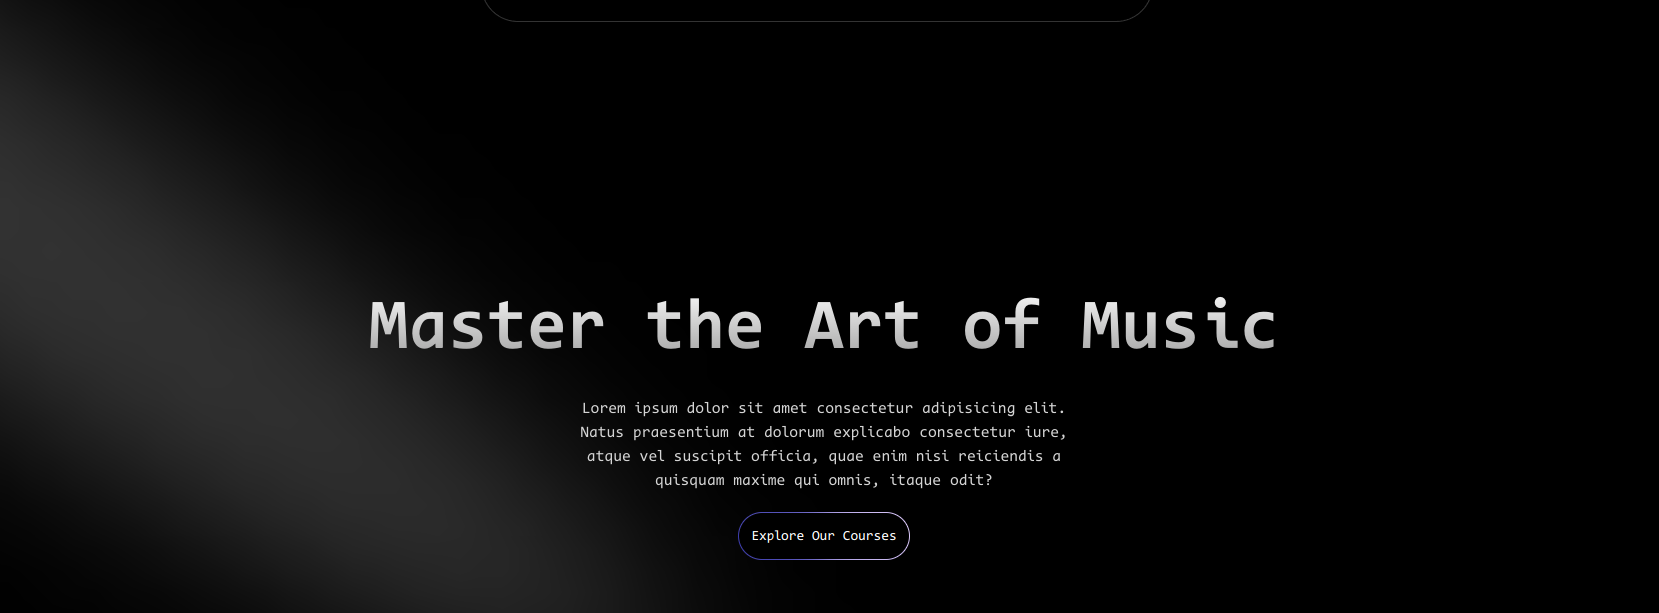 Master the Art of Music
Lorem ipsum dolor sit amet consectetur adipisicing elit.
Natus praesentium at dolorum explicabo consectetur iure,
atque vel suscipit officia, quae enim nisi reiciendis a
quisquam maxime qui omnis, itaque odit?
Explore Our Courses